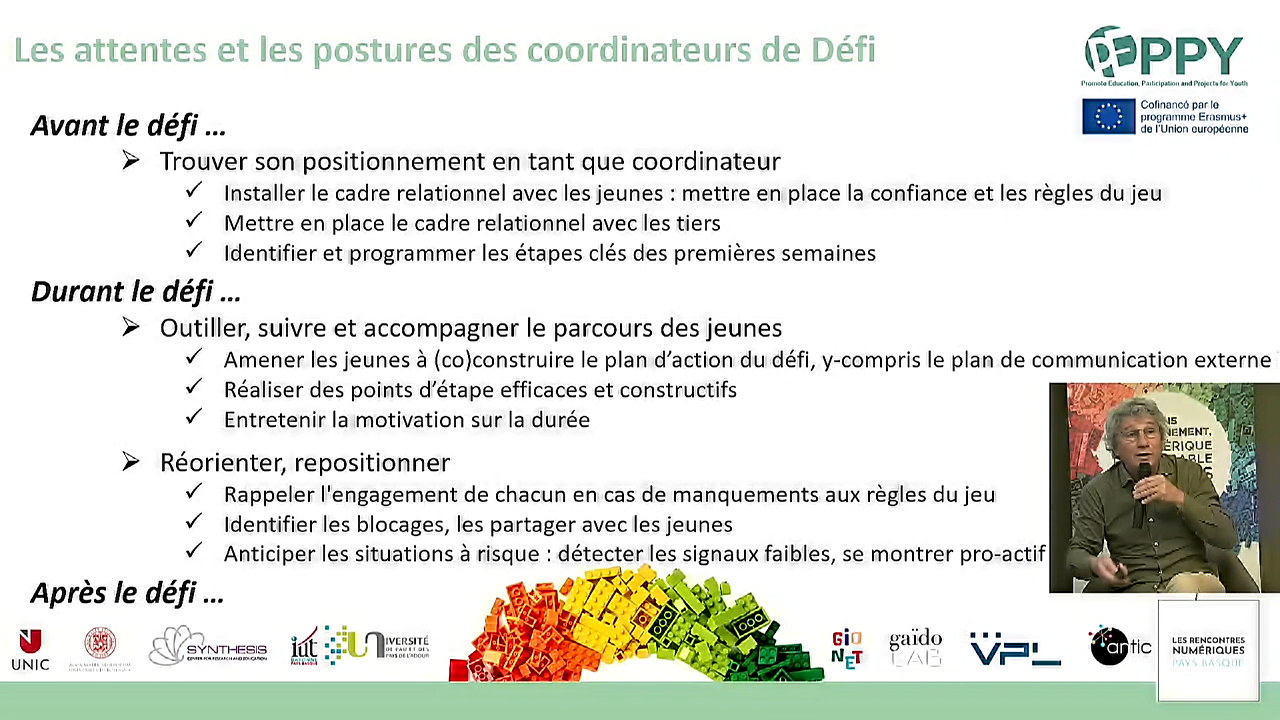 Les attentes et les postures des coordinateurs de Défi
PEPPY
Promote Education, Participation and Projects for Youth
Cofinancé par le
programme Erasmus+
de l'Union européenne
Avant le défi …
Trouver son positionnement en tant que coordinateur
Installer le cadre relationnel avec les jeunes : mettre en place la confiance et les règles du jeu
Mettre en place le cadre relationnel avec les tiers
Identifier et programmer les étapes clés des premières semaines
Durant le défi …
Outiller, suivre et accompagner le parcours des jeunes
Amener les jeunes à (co)construire le plan d’action du défi, y-compris le plan de communication externe
Réaliser des points d’étape efficaces et constructifs
Entretenir la motivation sur la durée
Réorienter, repositionner
Rappeler l'engagement de chacun en cas de manquements aux règles du jeu
Identifier les blocages, les partager avec les jeunes
Anticiper les situations à risque : détecter les signaux faibles, se montrer pro-actif
Après le défi …
UNIC
SYNTHESIS
CENTER FOR RESEARCH AND EDUCATION
iut
UNIVERSITÉ
DE PAU ET DES
PAYS DE L'ADOUR
GIO
NET
gaïdo
LAB
VPL
antic
LES RENCONTRES
NUMÉRIQUES
PAYS BASQUE